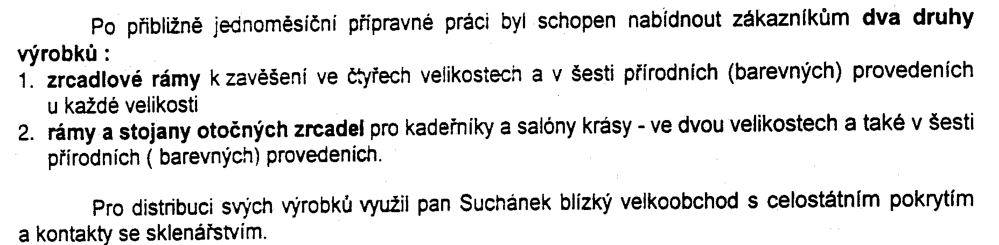 Po přibližně jednoměsíční přípravné práci byl schopen nabídnout zákazníkům dva druhy
výrobků :
1. zrcadlové rámy k zavěšení ve čtyřech velikostech a v šesti přírodních (barevných) provedeních
u každé velikosti
2. rámy a stojany otočných zrcadel pro kadeřníky a salóny krásy - ve dvou velikostech a také v šesti
přírodních ( barevných) provedeních.
Pro distribuci svých výrobků využil pan Suchánek blízký velkoobchod s celostátním pokrytím
a kontakty se sklenářstvím.